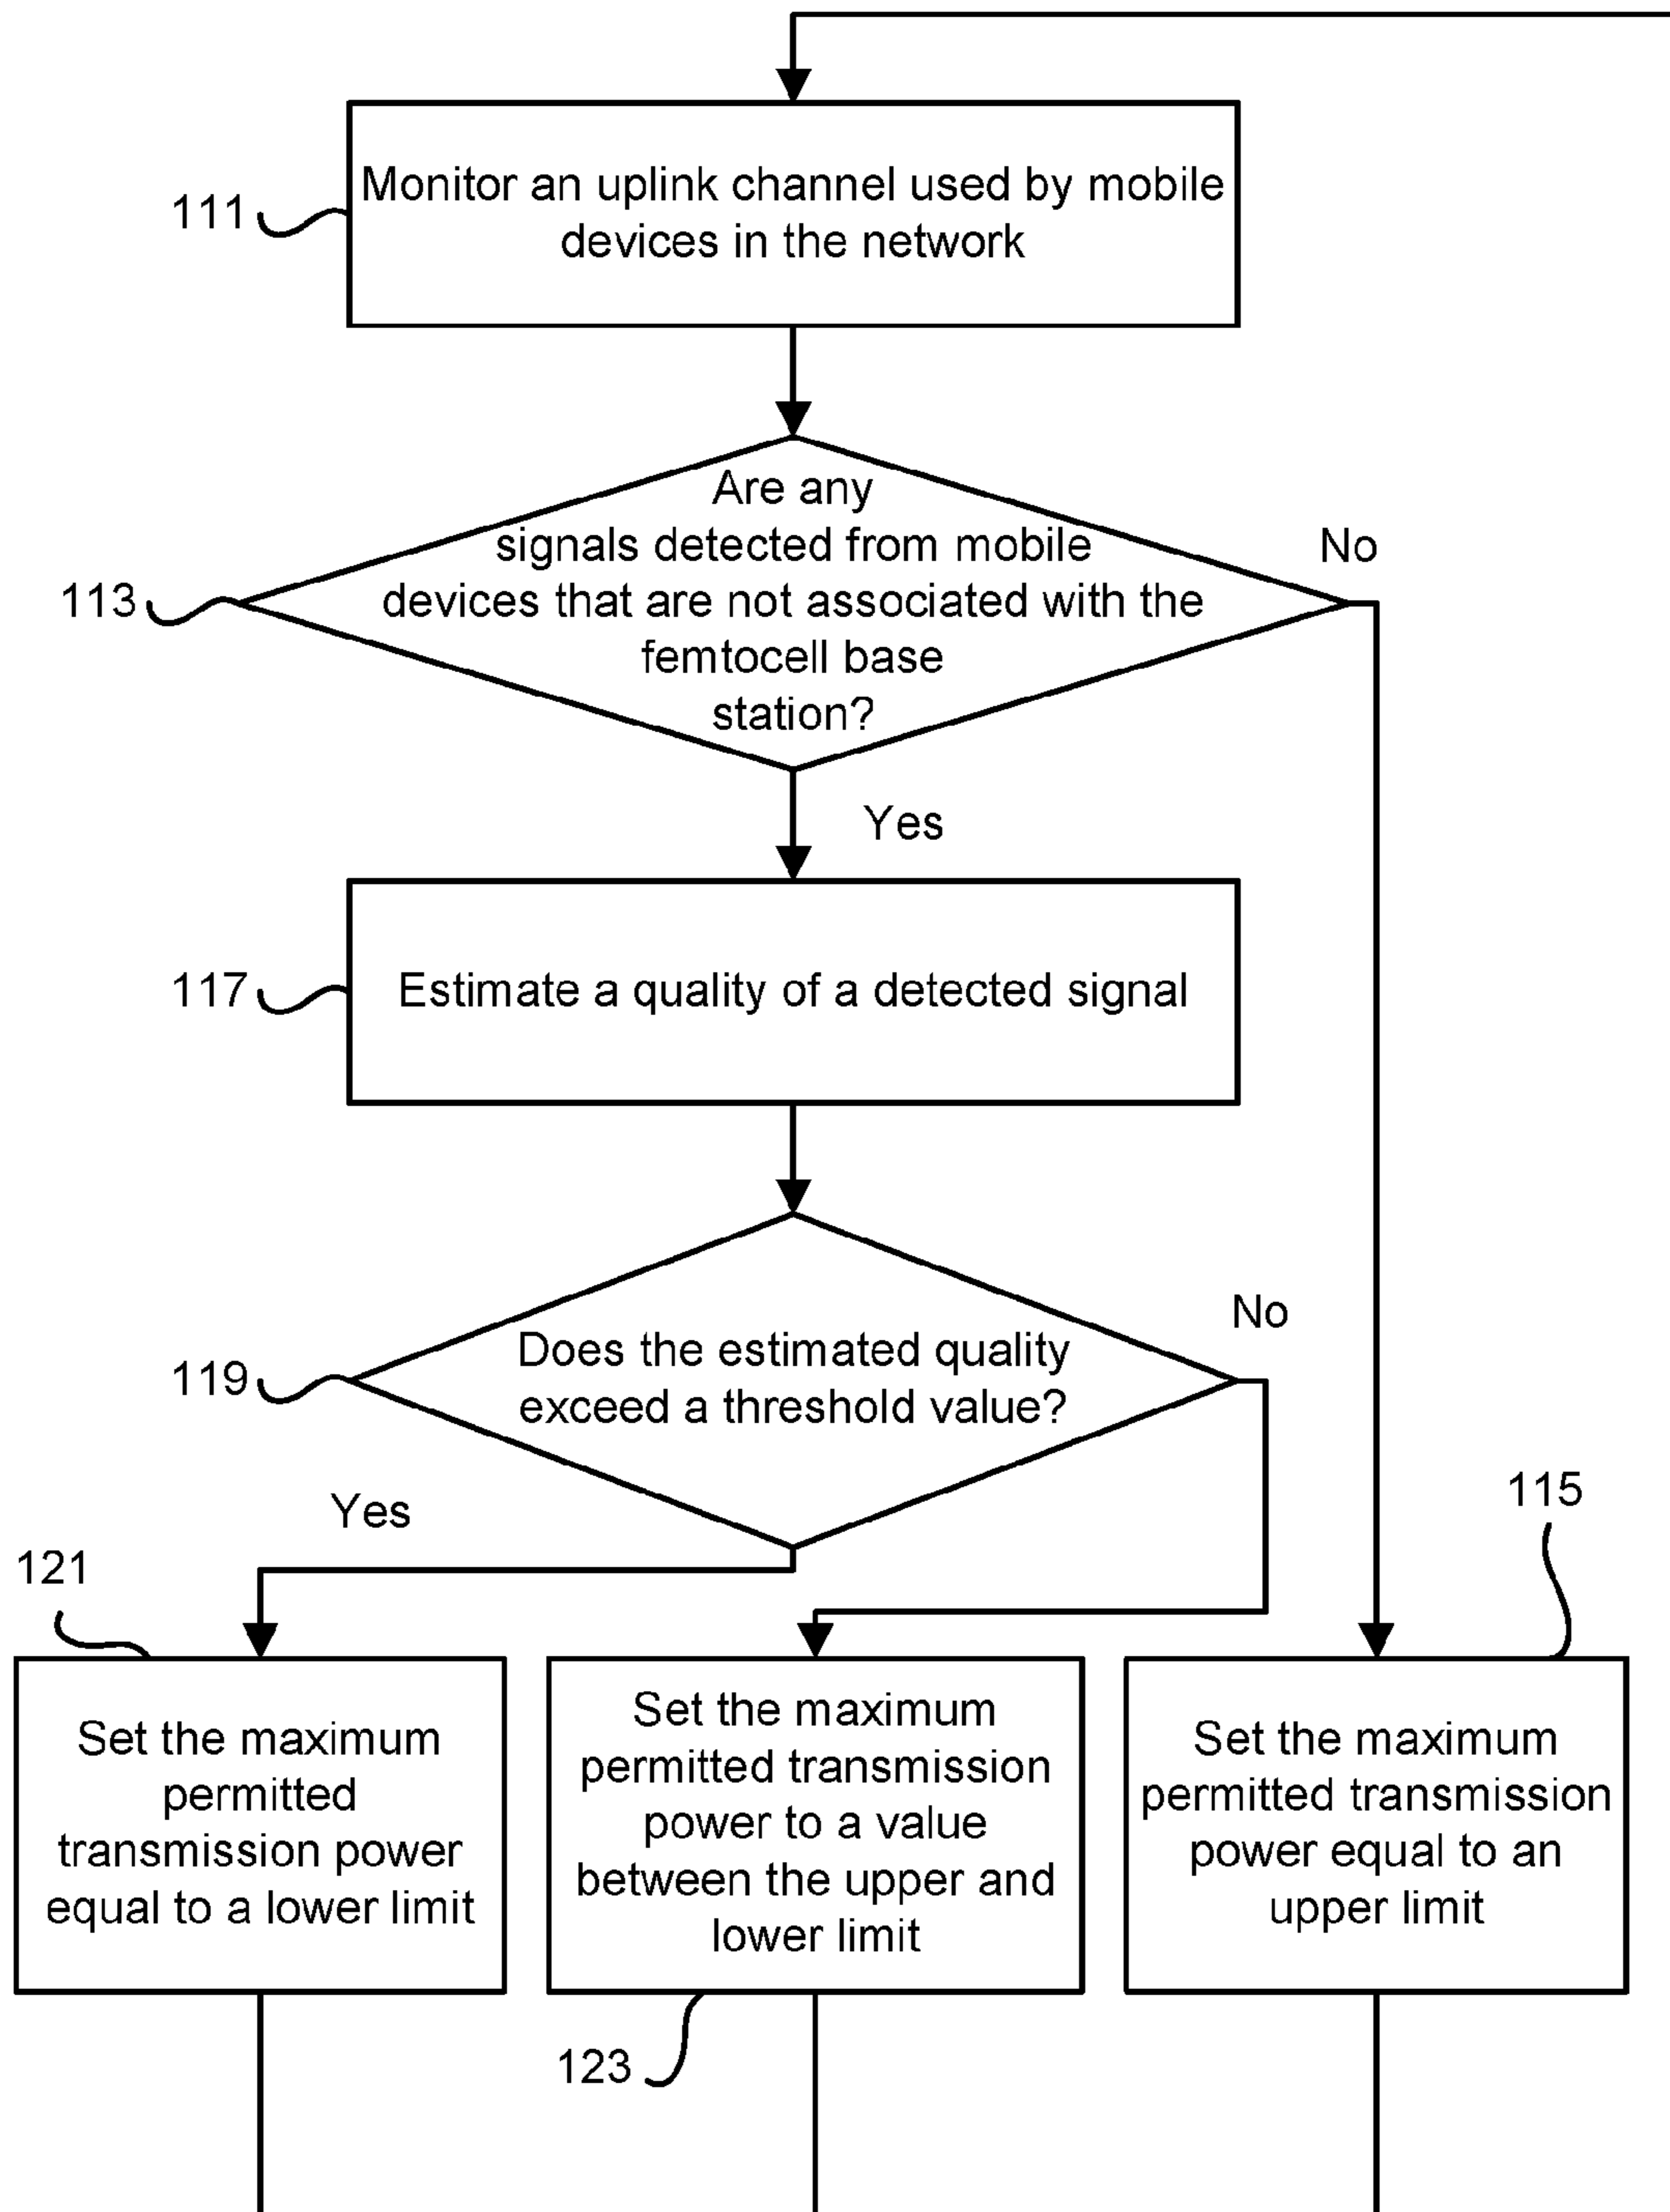 111
Monitor an uplink channel used by mobile
devices in the network
113
Are any
signals detected from mobile
devices that are not associated with the
femtocell base
station?
No
Yes
117
Estimate a quality of a detected signal
119
Does the estimated quality
exceed a threshold value?
No
Yes
121
Set the maximum
permitted
transmission power
equal to a lower limit
Set the maximum
permitted transmission
power to a value
between the upper and
lower limit
123
115
Set the maximum
permitted transmission
power equal to an
upper limit